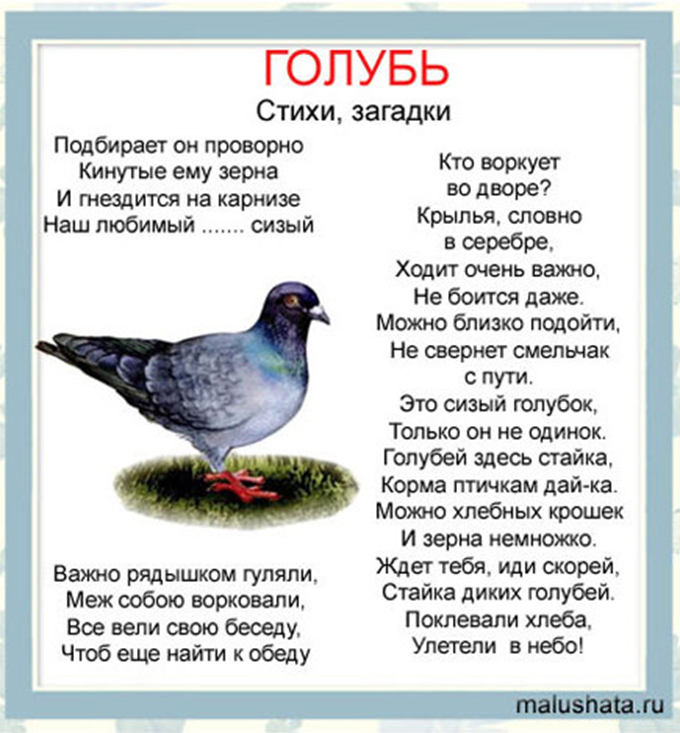 ГОЛУБЬ
Стихи, загадки
Подбирает он проворно
Кинутые ему зерна
И гнездится на карнизе
Наш любимый ....... сизый
Важно рядышком гуляли,
Меж собою ворковали,
Все вели свою беседу,
Чтоб еще найти к обеду
Кто воркует
во дворе?
Крылья, словно
в серебре,
Ходит очень важно,
Не боится даже.
Можно близко подойти,
Не свернет смельчак
с пути.
Это сизый голубок,
Только он не одинок.
Голубей здесь стайка,
Корма птичкам дай-ка.
Можно хлебных крошек
И зерна немножко.
Ждет тебя, иди скорей,
Стайка диких голубей.
Поклевали хлеба,
Улетели в небо!
malushata.ru